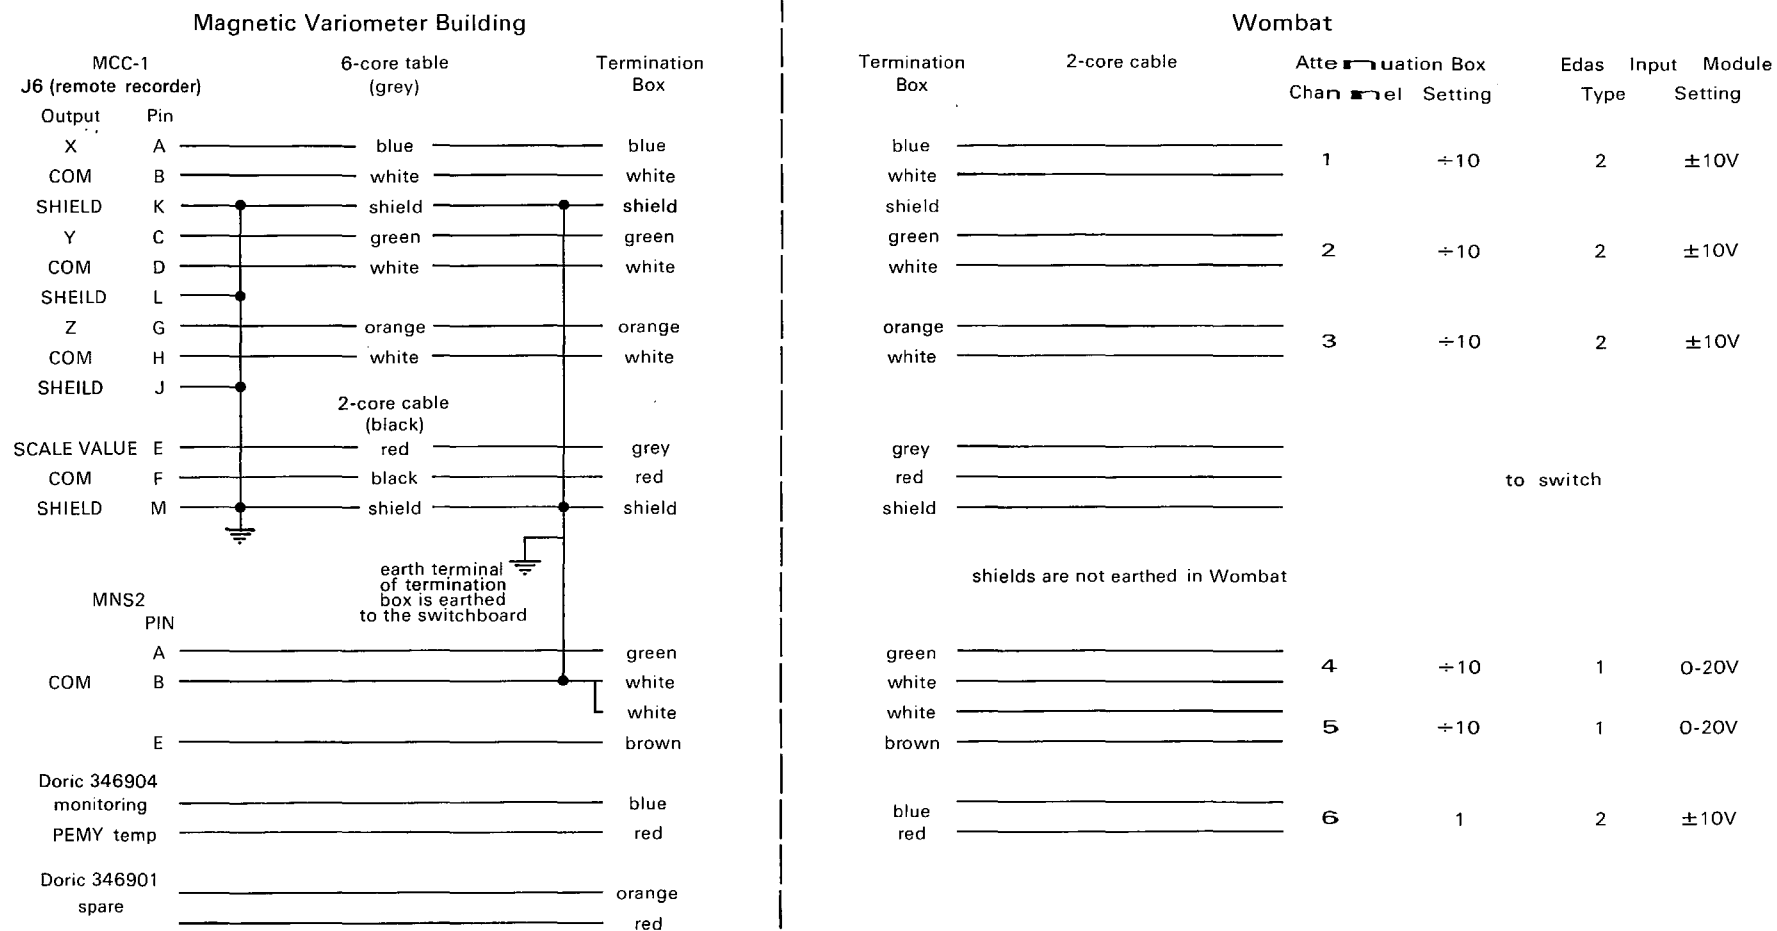 Magnetic Variometer Building Wombat
MCC-1 6-core table Termination Termination 2-core cable Attenuation Box Edas Input Module
J6 (remote recorder) (grey) Box Box Channel Setting Type Setting
Output Pin
X A blue blue blue
1 ÷10 2 ±10V
COM B white white white
SHIELD K shield shield shield
Y C green green green
2 ÷10 2 ±10V
COM D white white white
SHEILD L
Z G orange orange orange
3 ÷10 2 ±10V
COM H white white white
SHEILD J
2-core cable
(black)
SCALE VALUE E red grey grey
COM F black red red to switch
SHIELD M shield shield shield
earth terminal
of termination
box is earthed
to the switchboard
shields are not earthed in Wombat
MNS2
PIN
A green green
4 ÷10 1 0-20V
COM B white white
white white
5 ÷10 1 0-20V
E brown brown
Doric 346904
monitoring blue blue
6 1 2 ±10V
PEMY temp red red
Doric 346901
orange
spare
red